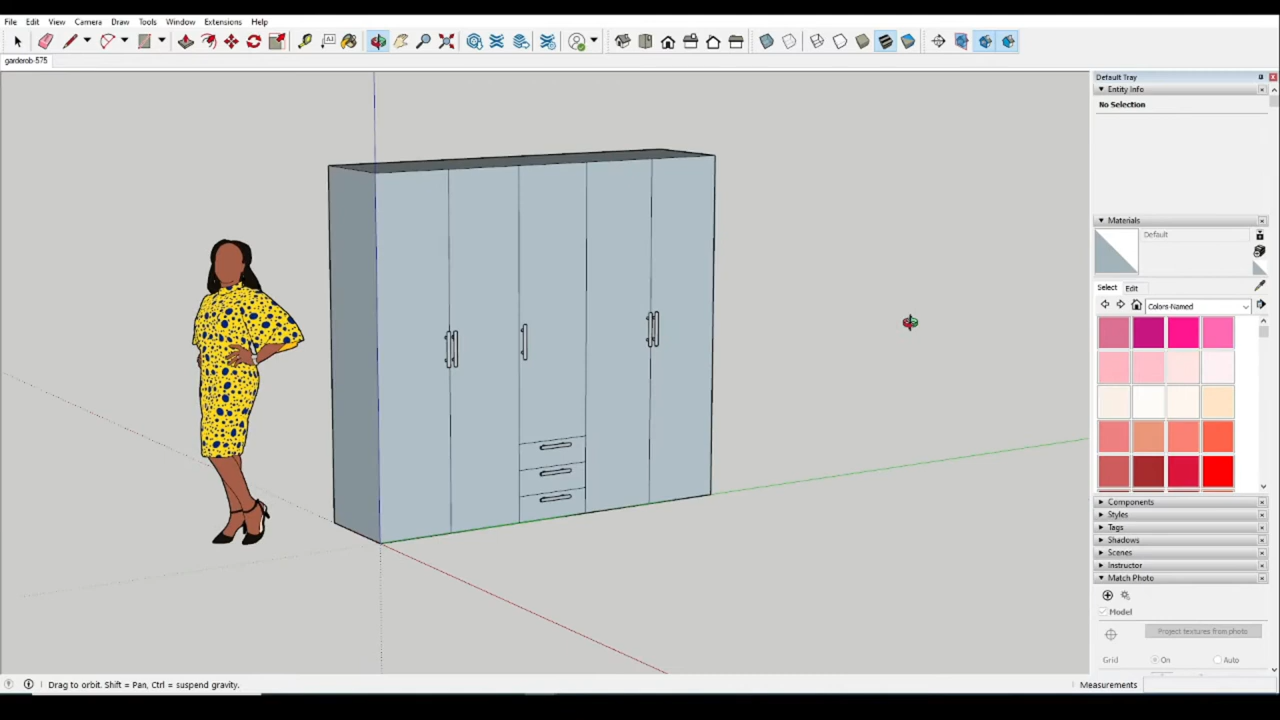 File Edit View Camera Draw Tools Window Extensions Help
garderob-575
Default Tray
Entity Info
No Selection
Materials
Default
Select Edit
Colors-Named
Components
Styles
Tags
Shadows
Scenes
Instructor
Match Photo
Model
Project textures from photo
Grid On Auto
Drag to orbit. Shift = Pan, Ctrl = suspend gravity.
Measurements